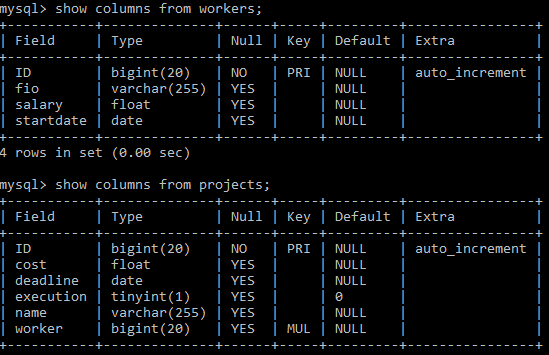 mysql> show columns from workers;
+-----------+--------------+------+-----+---------+----------------+
| Field     | Type         | Null | Key | Default | Extra          |
+-----------+--------------+------+-----+---------+----------------+
| ID        | bigint(20)   | NO   | PRI | NULL    | auto_increment |
| fio       | varchar(255) | YES  |     | NULL    |                |
| salary    | float        | YES  |     | NULL    |                |
| startdate | date         | YES  |     | NULL    |                |
+-----------+--------------+------+-----+---------+----------------+
4 rows in set (0.00 sec)
mysql> show columns from projects;
+-----------+--------------+------+-----+---------+----------------+
| Field     | Type         | Null | Key | Default | Extra          |
+-----------+--------------+------+-----+---------+----------------+
| ID        | bigint(20)   | NO   | PRI | NULL    | auto_increment |
| cost      | float        | YES  |     | NULL    |                |
| deadline  | date         | YES  |     | NULL    |                |
| execution | tinyint(1)   | YES  |     | 0       |                |
| name      | varchar(255) | YES  |     | NULL    |                |
| worker    | bigint(20)   | YES  | MUL | NULL    |                |
+-----------+--------------+------+-----+---------+----------------+